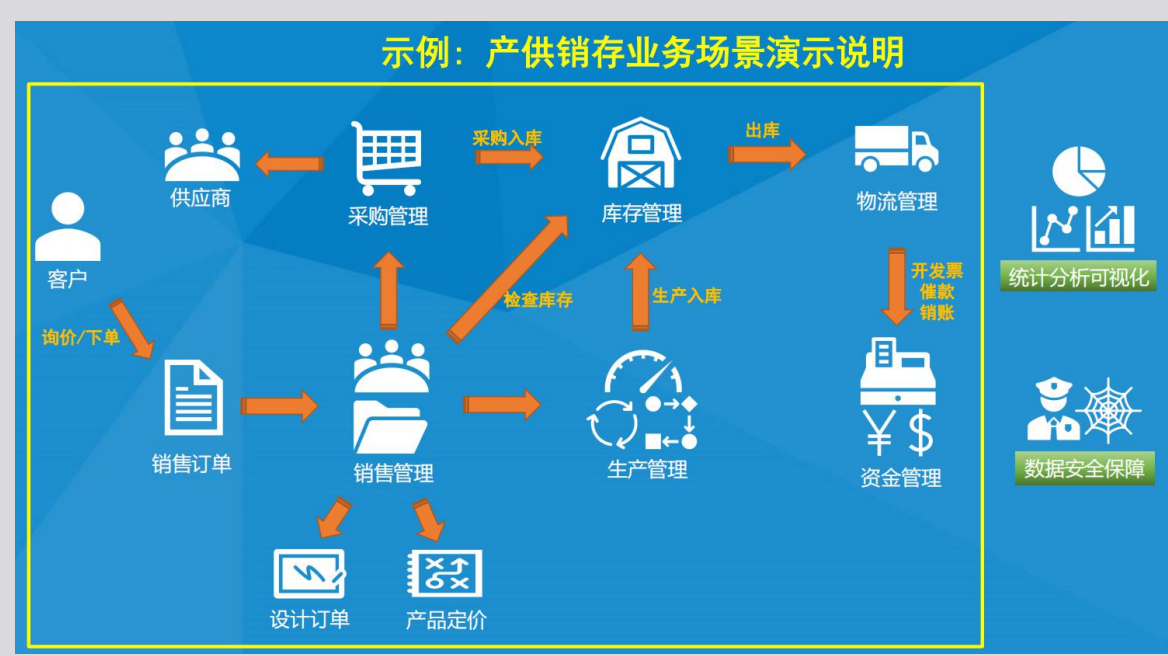 示例：产供销存业务场景演示说明
采购入库
出库
供应商
采购管理
库存管理
物流管理
客户
统计分析可视化
检查库存
生产入库
开发票
催款
销账
询价/下单
销售订单
销售管理
生产管理
资金管理
数据安全保障
设计订单
产品定价